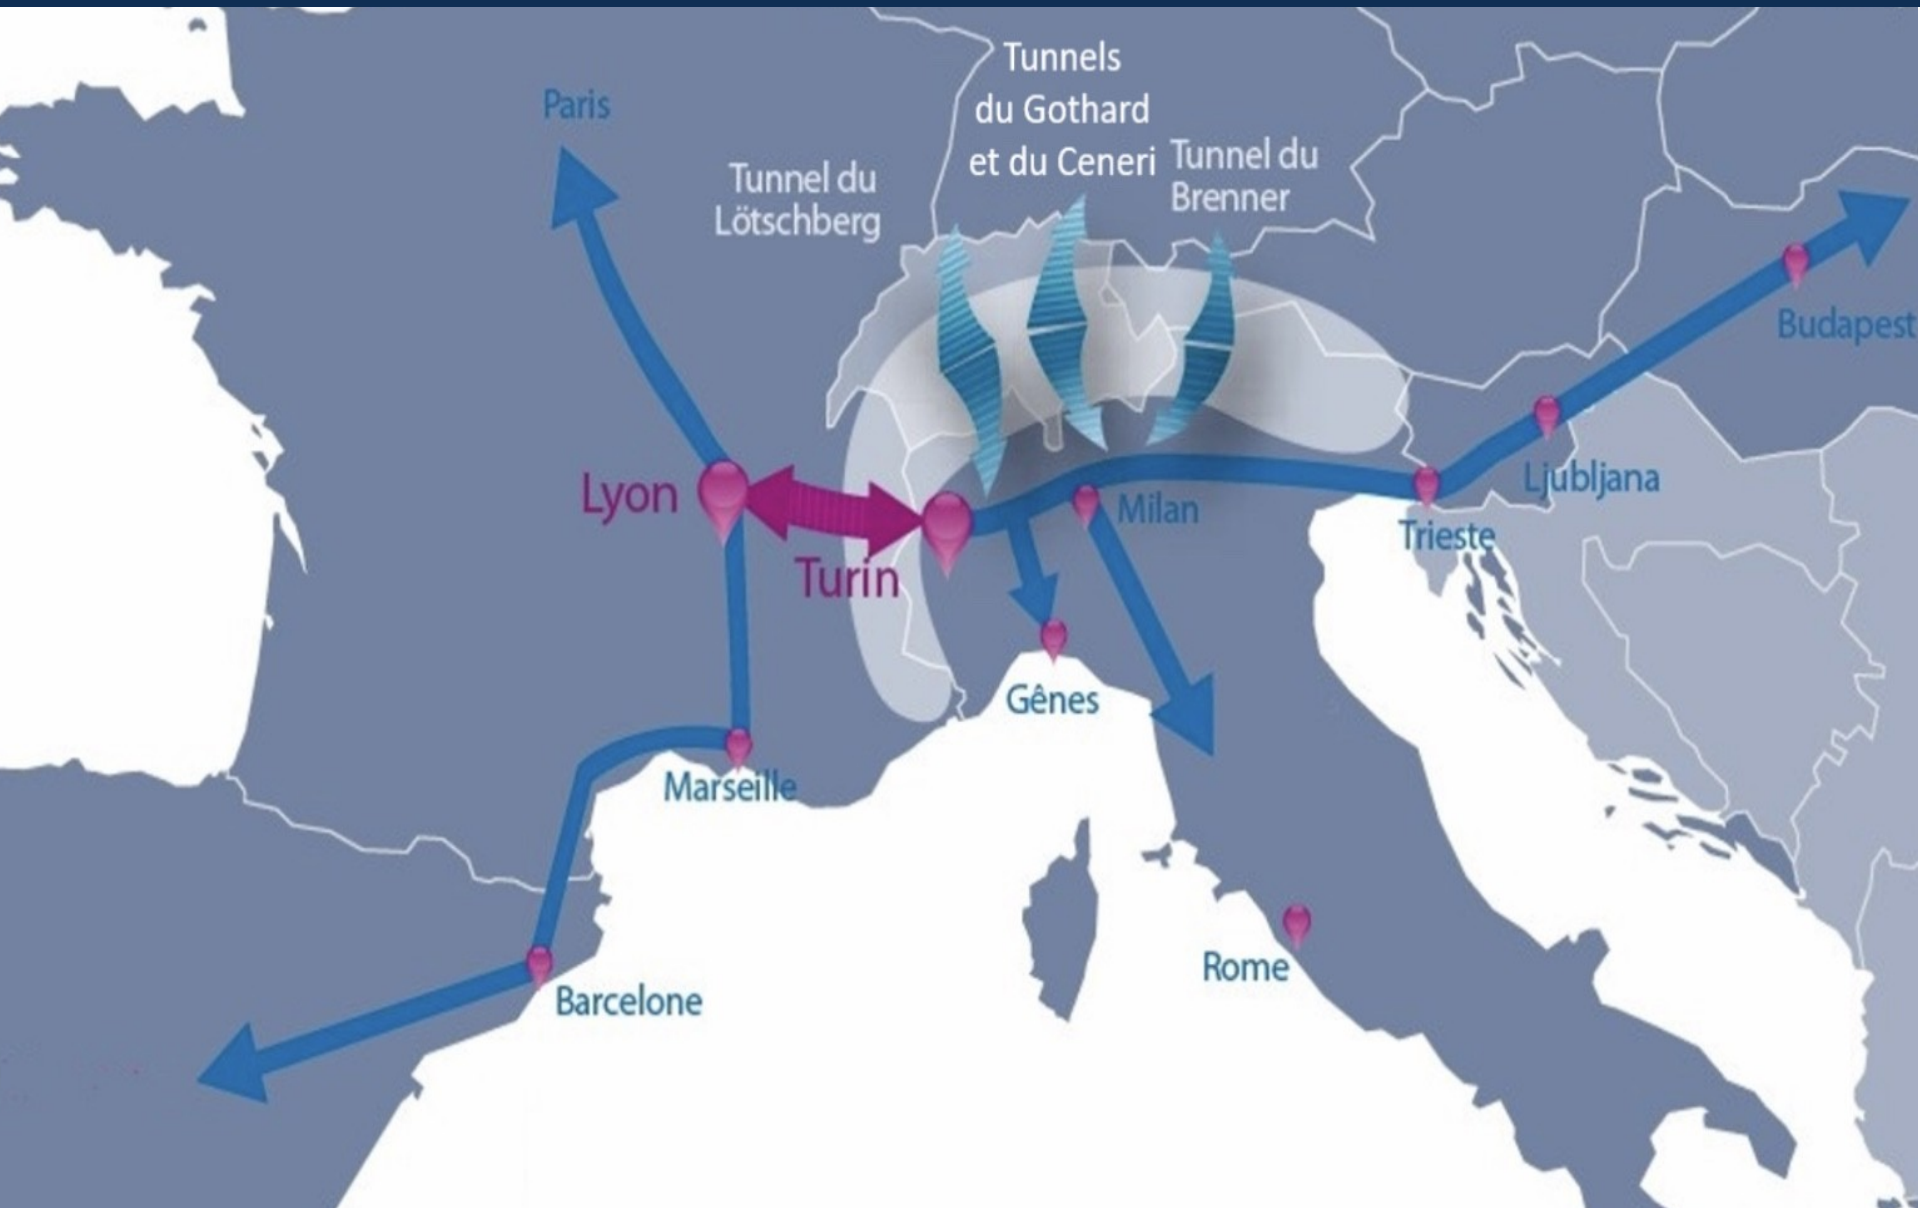 Tunnels
du Gothard
et du Ceneri
Paris
Tunnel du
Lötschberg
Tunnel du
Brenner
Budapest
Lyon
Turin
Milan
Ljubljana
Trieste
Gênes
Marseille
Rome
Barcelone